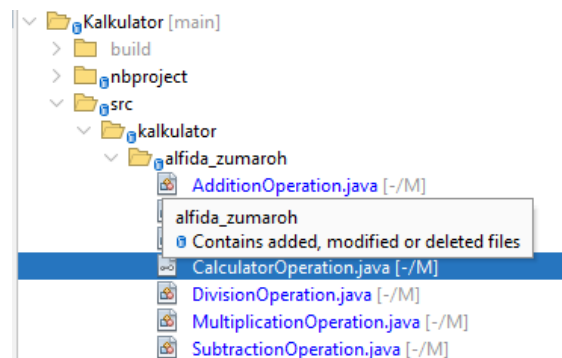 Kalkulator [main]
build
nbproject
src
kalkulator
alfida_zumaroh
AdditionOperation.java [-/M]
alfida_zumaroh
Contains added, modified or deleted files
CalculatorOperation.java [-/M]
DivisionOperation.java [-/M]
MultiplicationOperation.java [-/M]
SubtractionOperation.java [-/M]